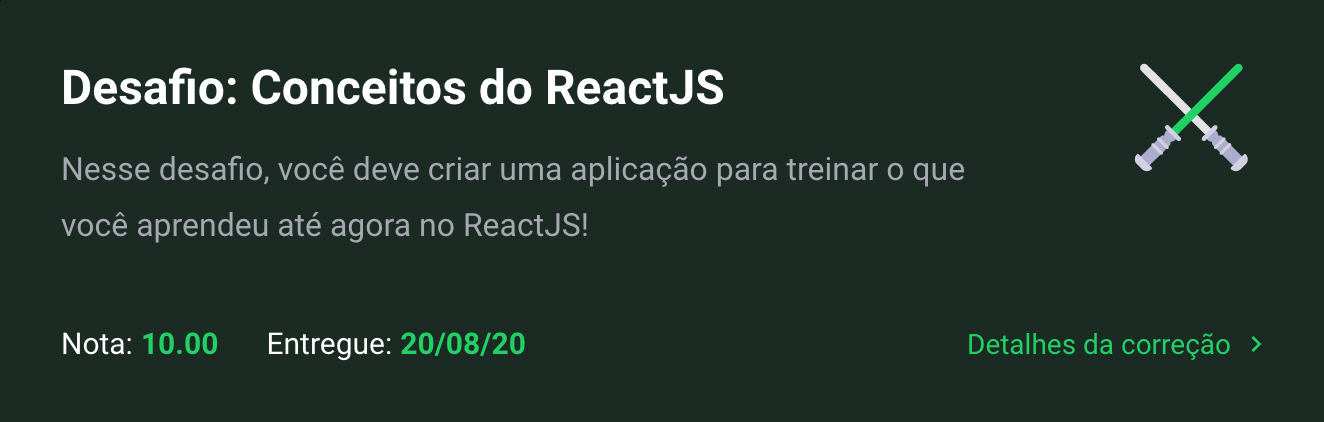 Desafio: Conceitos do ReactJS
Nesse desafio, você deve criar uma aplicação para treinar o que
você aprendeu até agora no ReactJS!
Nota: 10.00 Entregue: 20/08/20 Detalhes da correção